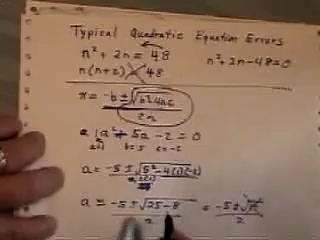 Typical Quadratic Equation Errors
n² + 2n = 48    n² + 2n - 48 = 0
n(n+2) = 48
x = -b ± √b² 4ac / 2a
1a² + 5a - 2 = 0
a=1 b=5 c=-2
a = -5 ± √5² - 4(1)(-2) / 2(1)
a = -5 ± √25 - 8 / 2 = -5 ± √17 / 2